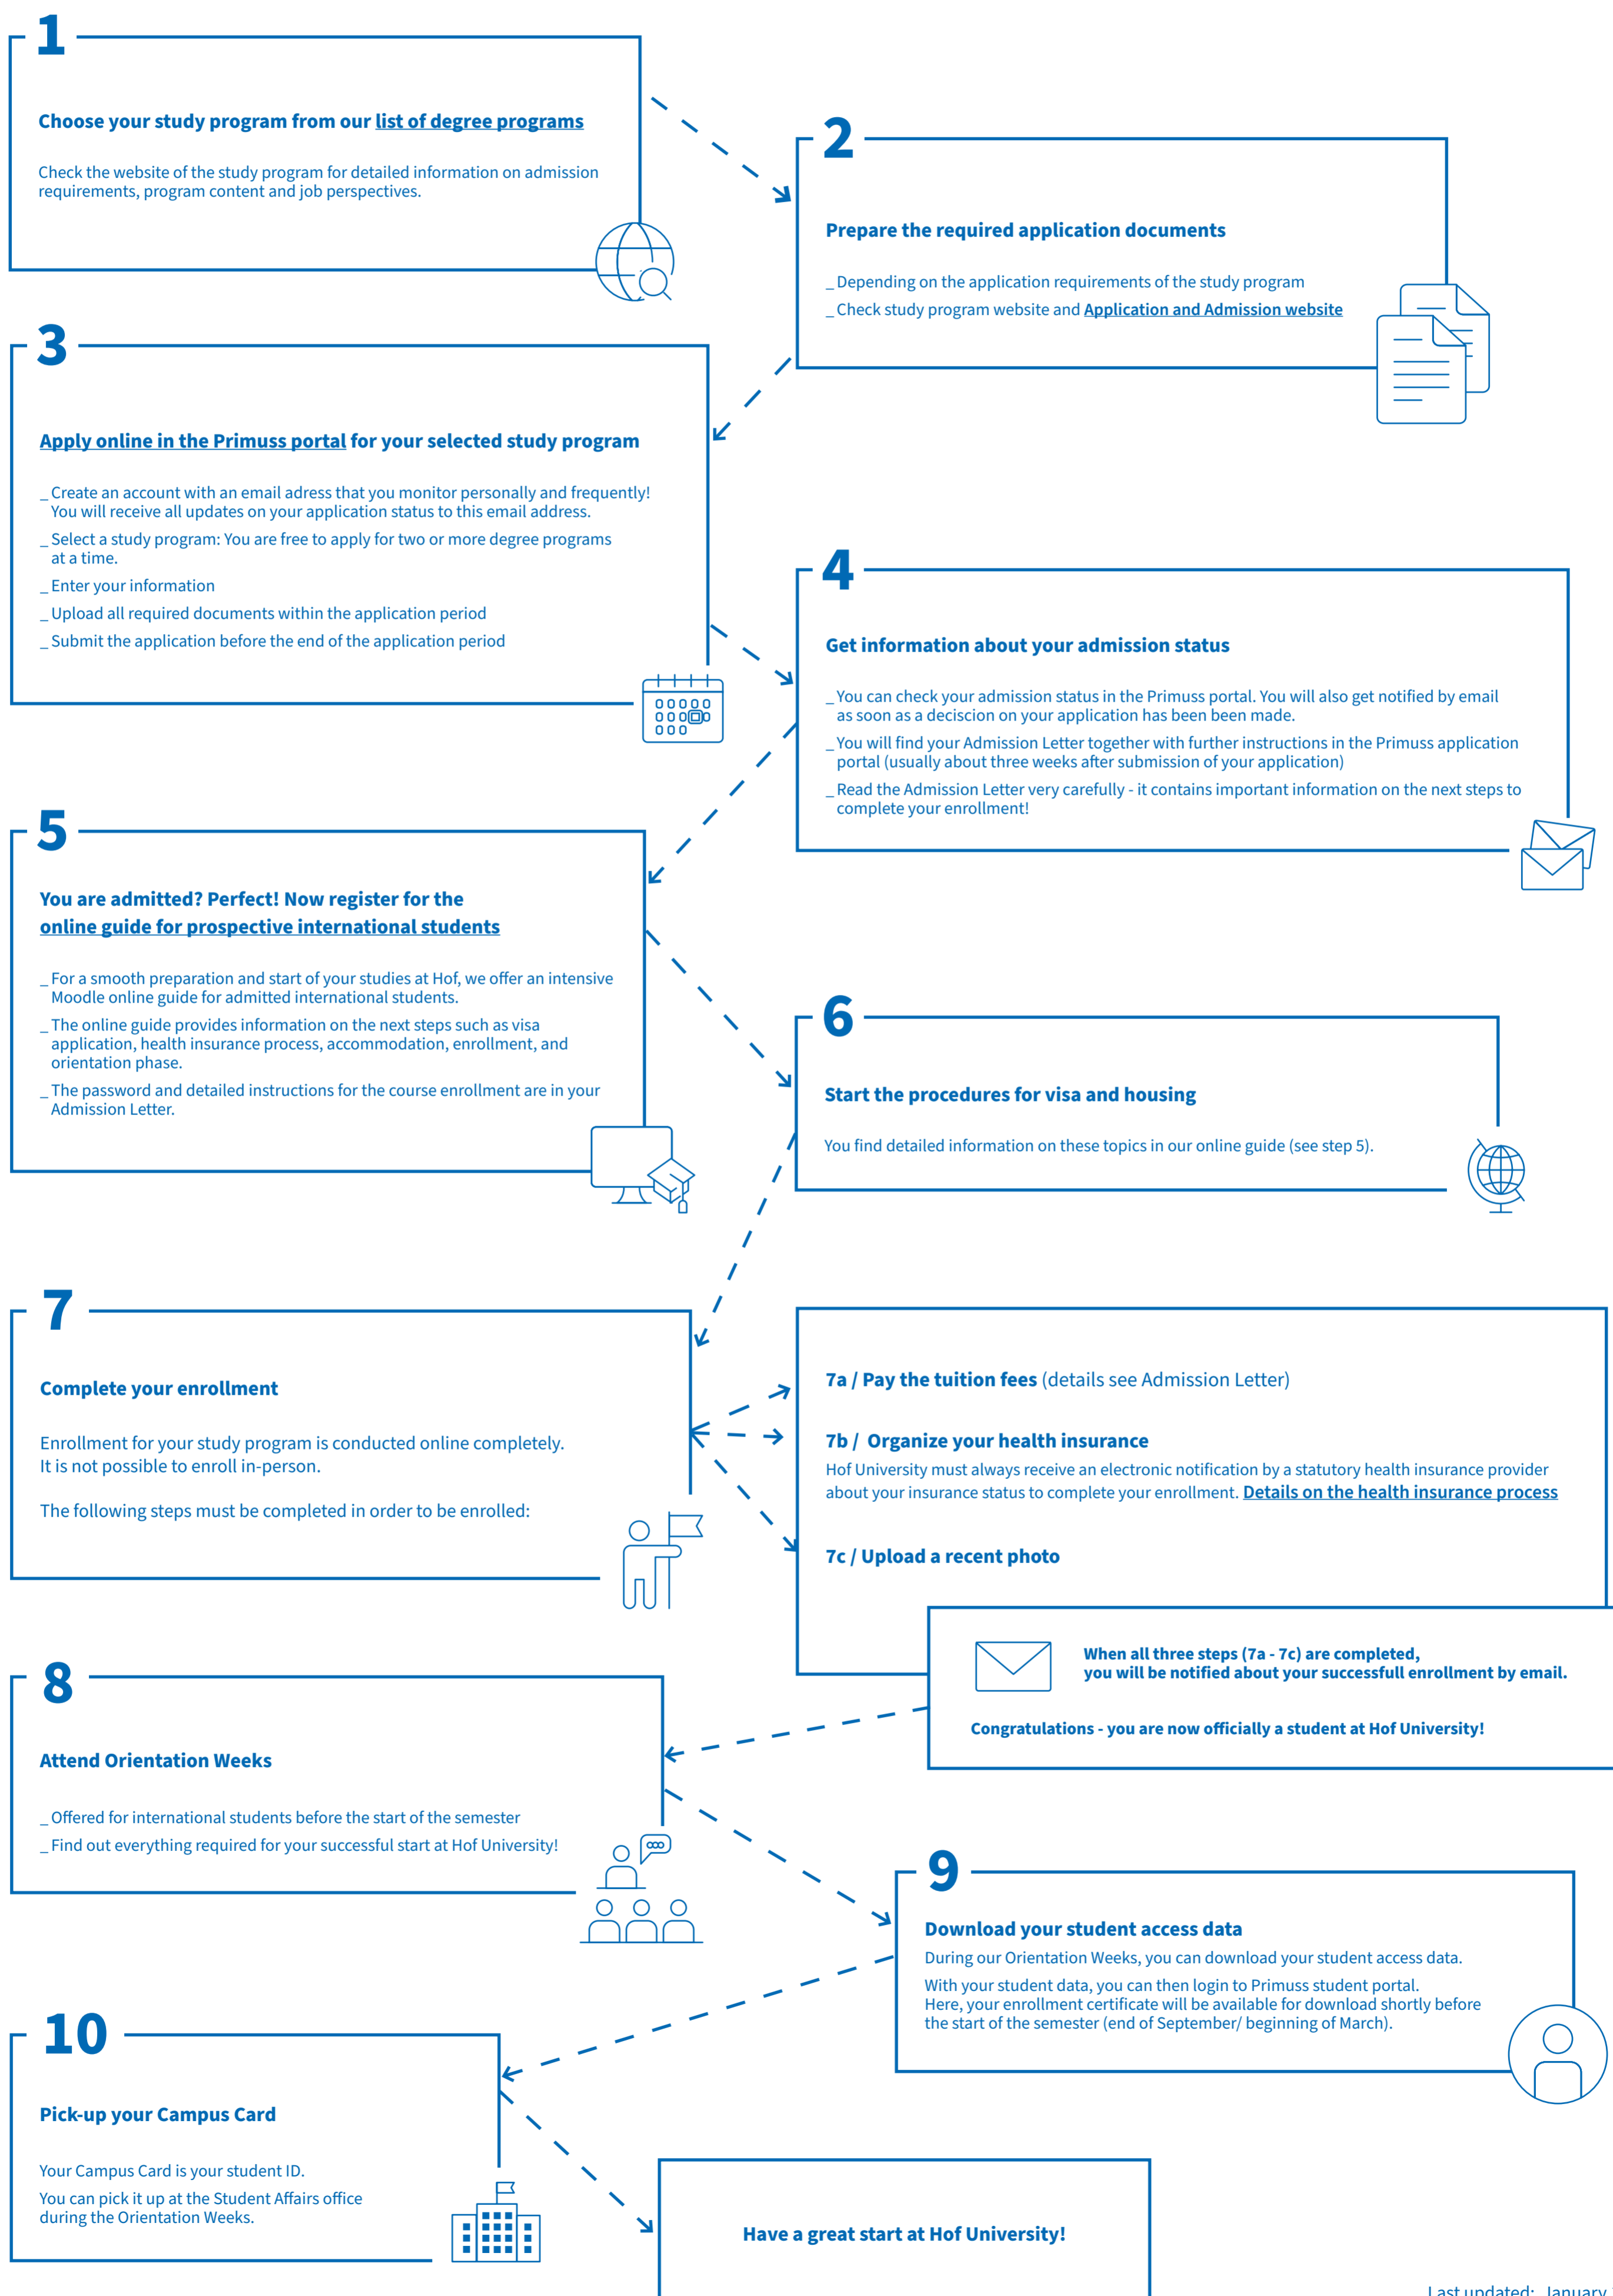 1
Choose your study program from our list of degree programs
Check the website of the study program for detailed information on admission
requirements, program content and job perspectives.
2
Prepare the required application documents
_ Depending on the application requirements of the study program
_ Check study program website and Application and Admission website
3
Apply online in the Primuss portal for your selected study program
_ Create an account with an email adress that you monitor personally and frequently!
You will receive all updates on your application status to this email address.
_ Select a study program: You are free to apply for two or more degree programs
at a time.
_ Enter your information
_ Upload all required documents within the application period
_ Submit the application before the end of the application period
4
Get information about your admission status
_ You can check your admission status in the Primuss portal. You will also get notified by email
as soon as a deciscion on your application has been been made.
_ You will find your Admission Letter together with further instructions in the Primuss application
portal (usually about three weeks after submission of your application)
_ Read the Admission Letter very carefully - it contains important information on the next steps to
complete your enrollment!
5
You are admitted? Perfect! Now register for the
online guide for prospective international students
_ For a smooth preparation and start of your studies at Hof, we offer an intensive
Moodle online guide for admitted international students.
_ The online guide provides information on the next steps such as visa
application, health insurance process, accommodation, enrollment, and
orientation phase.
_ The password and detailed instructions for the course enrollment are in your
Admission Letter.
6
Start the procedures for visa and housing
You find detailed information on these topics in our online guide (see step 5).
7
Complete your enrollment
Enrollment for your study program is conducted online completely.
It is not possible to enroll in-person.
The following steps must be completed in order to be enrolled:
7a / Pay the tuition fees (details see Admission Letter)
7b / Organize your health insurance
Hof University must always receive an electronic notification by a statutory health insurance provider
about your insurance status to complete your enrollment. Details on the health insurance process
7c / Upload a recent photo
When all three steps (7a - 7c) are completed,
you will be notified about your successfull enrollment by email.
Congratulations - you are now officially a student at Hof University!
8
Attend Orientation Weeks
_ Offered for international students before the start of the semester
_ Find out everything required for your successful start at Hof University!
9
Download your student access data
During our Orientation Weeks, you can download your student access data.
With your student data, you can then login to Primuss student portal.
Here, your enrollment certificate will be available for download shortly before
the start of the semester (end of September/ beginning of March).
10
Pick-up your Campus Card
Your Campus Card is your student ID.
You can pick it up at the Student Affairs office
during the Orientation Weeks.
Have a great start at Hof University!
Last updated: January